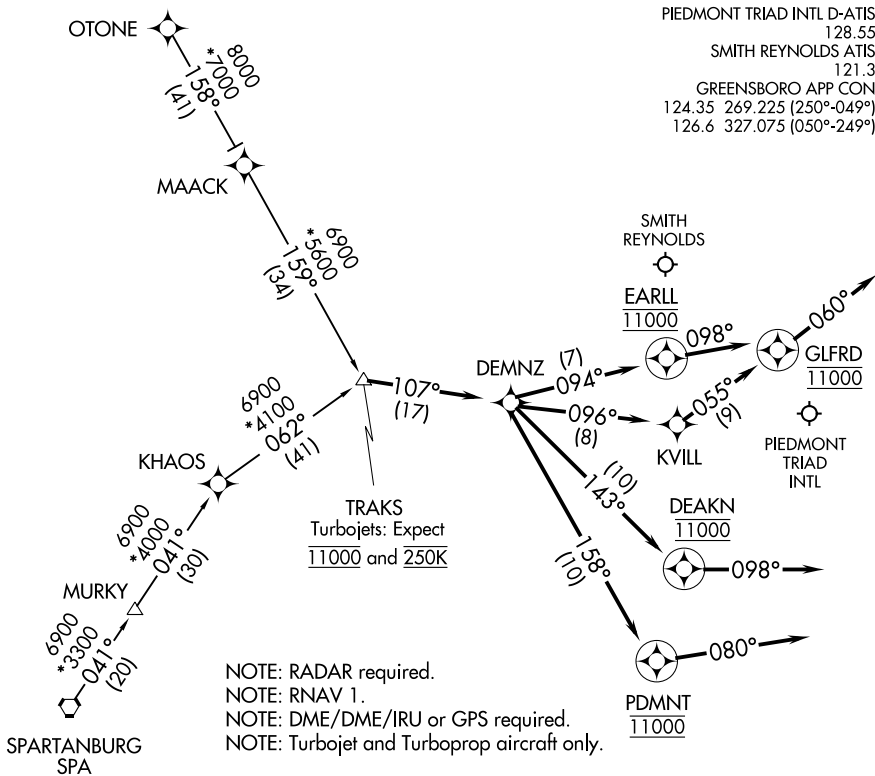 PIEDMONT TRIAD INTL D-ATIS
128.55
SMITH REYNOLDS ATIS
121.3
GREENSBORO APP CON
124.35 269.225 (250°-049°)
126.6 327.075 (050°-249°)
OTONE
8000
*7000
158°
(41)
MAACK
6900
*5600
159°
(34)
SMITH
REYNOLDS
EARLL
11000
098°
060°
GLFRD
11000
DEMNZ
(7)
094°
107°
(17)
096°
(8)
055°
(9)
KVILL
PIEDMONT
TRIAD
INTL
6900
*4100
062°
(41)
KHAOS
TRAKS
Turbojets: Expect
11000 and 250K
(10)
143°
DEAKN
11000
098°
158°
(10)
6900
*4000
041°
(30)
MURKY
6900
*3300
041°
(20)
080°
PDMNT
11000
SPARTANBURG
SPA
NOTE: RADAR required.
NOTE: RNAV 1.
NOTE: DME/DME/IRU or GPS required.
NOTE: Turbojet and Turboprop aircraft only.